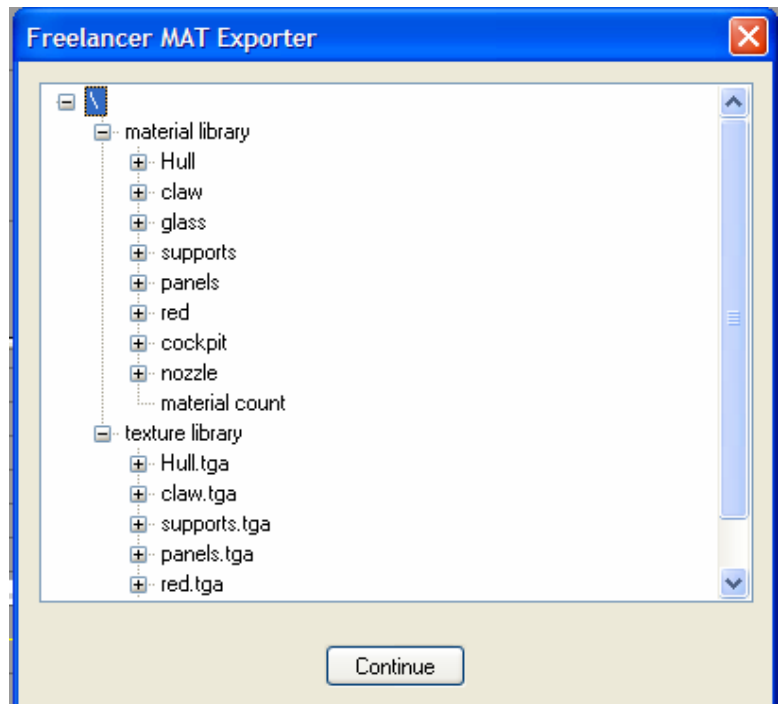 Freelancer MAT Exporter
\
material library
Hull
claw
glass
supports
panels
red
cockpit
nozzle
material count
texture library
Hull.tga
claw.tga
supports.tga
panels.tga
red.tga
Continue